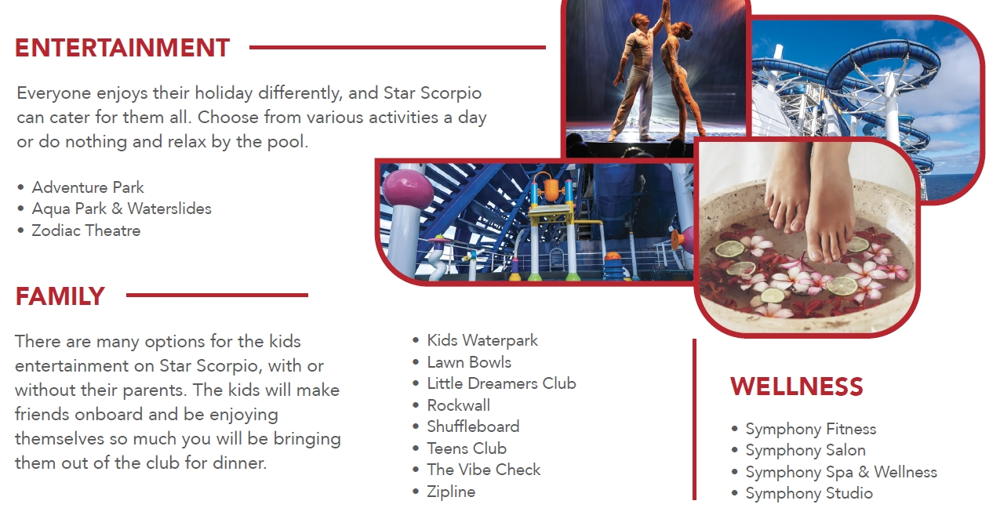 ENTERTAINMENT
Everyone enjoys their holiday differently, and Star Scorpio
can cater for them all. Choose from various activities a day
or do nothing and relax by the pool.
• Adventure Park
• Aqua Park & Waterslides
• Zodiac Theatre
FAMILY
There are many options for the kids
entertainment on Star Scorpio, with or
without their parents. The kids will make
friends onboard and be enjoying
themselves so much you will be bringing
them out of the club for dinner.
• Kids Waterpark
• Lawn Bowls
• Little Dreamers Club
• Rockwall
• Shuffleboard
• Teens Club
• The Vibe Check
• Zipline
WELLNESS
• Symphony Fitness
• Symphony Salon
• Symphony Spa & Wellness
• Symphony Studio